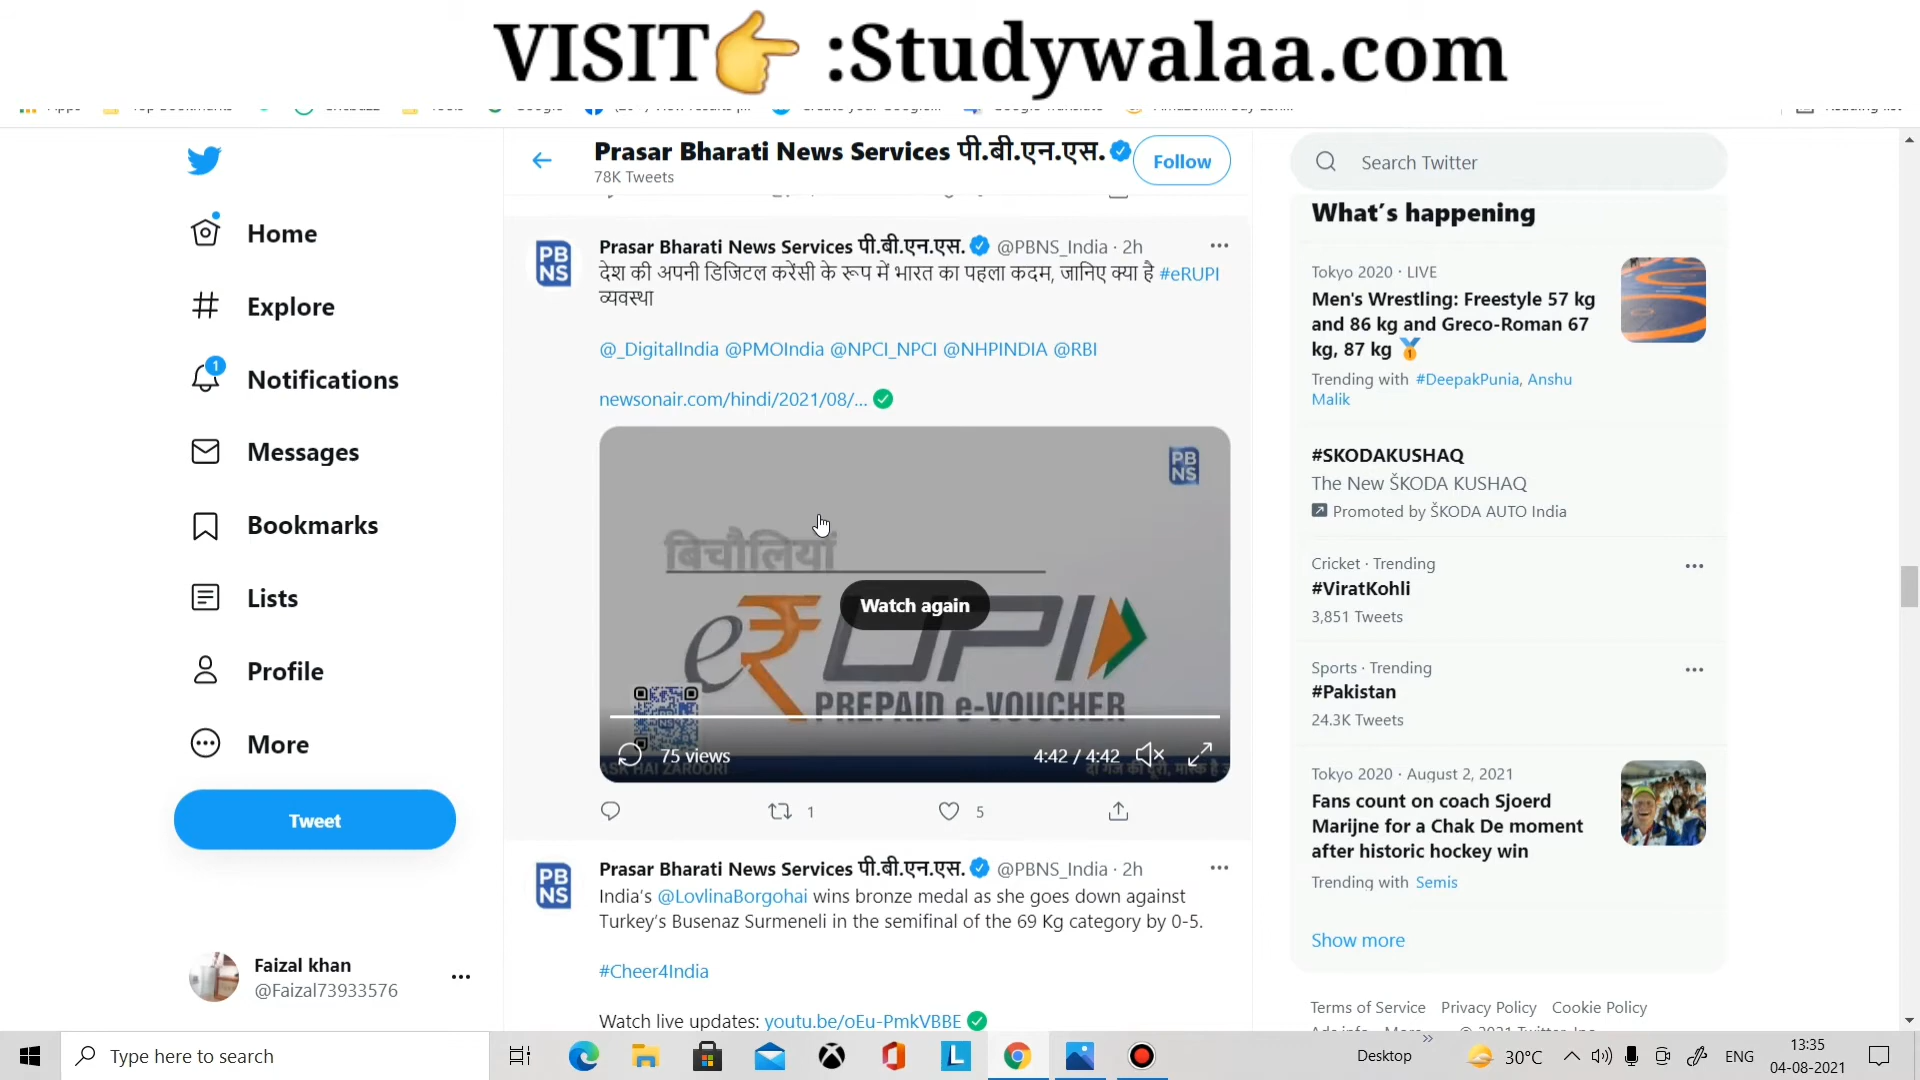 VISIT👉 :Studywalaa.com
Prasar Bharati News Services पी.बी.एन.एस.
78K Tweets
Follow
Home
Explore
1
Notifications
Messages
Bookmarks
Lists
Profile
More
Tweet
Faizal khan
@Faizal73933576
PB
NS
Prasar Bharati News Services पी.बी.एन.एस. @PBNS_India · 2h
देश की अपनी डिजिटल करेंसी के रूप में भारत का पहला कदम, जानिए क्या है #eRUPI
व्यवस्था
@_DigitalIndia @PMOIndia @NPCI_NPCI @NHPINDIA @RBI
newsonair.com/hindi/2021/08/...
PB
NS
बिचौलियां
Watch again
e₹UPI
PREPAID e-VOUCHER
75 views
4:42 / 4:42
ASK HAI ZAROORI
दो गज की दूरी, मास्क है
1
5
PB
NS
Prasar Bharati News Services पी.बी.एन.एस. @PBNS_India · 2h
India's @LovlinaBorgohai wins bronze medal as she goes down against
Turkey's Busenaz Surmeneli in the semifinal of the 69 Kg category by 0-5.
#Cheer4India
Watch live updates: youtu.be/oEu-PmkVBBE
Search Twitter
What's happening
Tokyo 2020 · LIVE
Men's Wrestling: Freestyle 57 kg
and 86 kg and Greco-Roman 67
kg, 87 kg 🥇
Trending with #DeepakPunia, Anshu
Malik
#SKODAKUSHAQ
The New ŠKODA KUSHAQ
Promoted by ŠKODA AUTO India
Cricket · Trending
#ViratKohli
3,851 Tweets
Sports · Trending
#Pakistan
24.3K Tweets
Tokyo 2020 · August 2, 2021
Fans count on coach Sjoerd
Marijne for a Chak De moment
after historic hockey win
Trending with Semis
Show more
Terms of Service Privacy Policy Cookie Policy
Type here to search
Desktop
30°C
ENG
13:35
04-08-2021